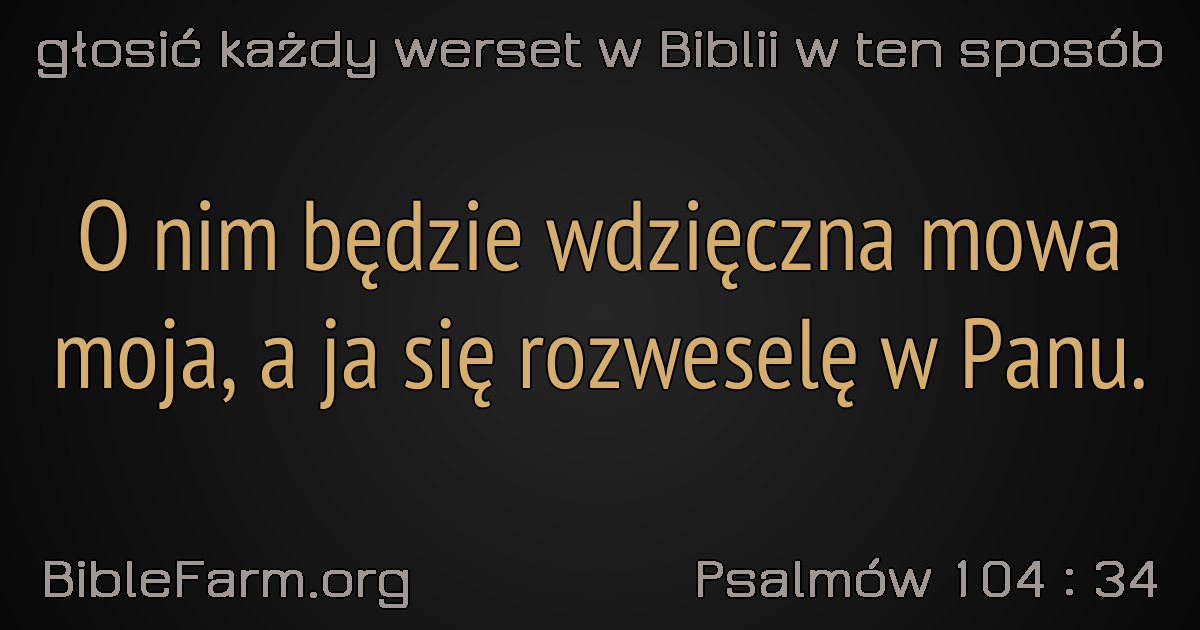 głosić każdy werset w Biblii w ten sposób
O nim będzie wdzięczna mowa
moja, a ja się rozweselę w Panu.
BibleFarm.org
Psalmów 104 : 34